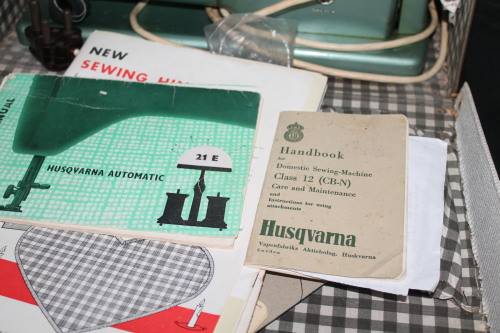 NEW
SEWING
MANUAL
HUSQVARNA AUTOMATIC
21 E
Handbook
for
Domestic Sewing-Machine
Class 12 (CB-N)
Care and Maintenance
and
Instructions for using
attachments
Husqvarna
Vapenfabriks Aktiebolag, Huskvarna
Sweden